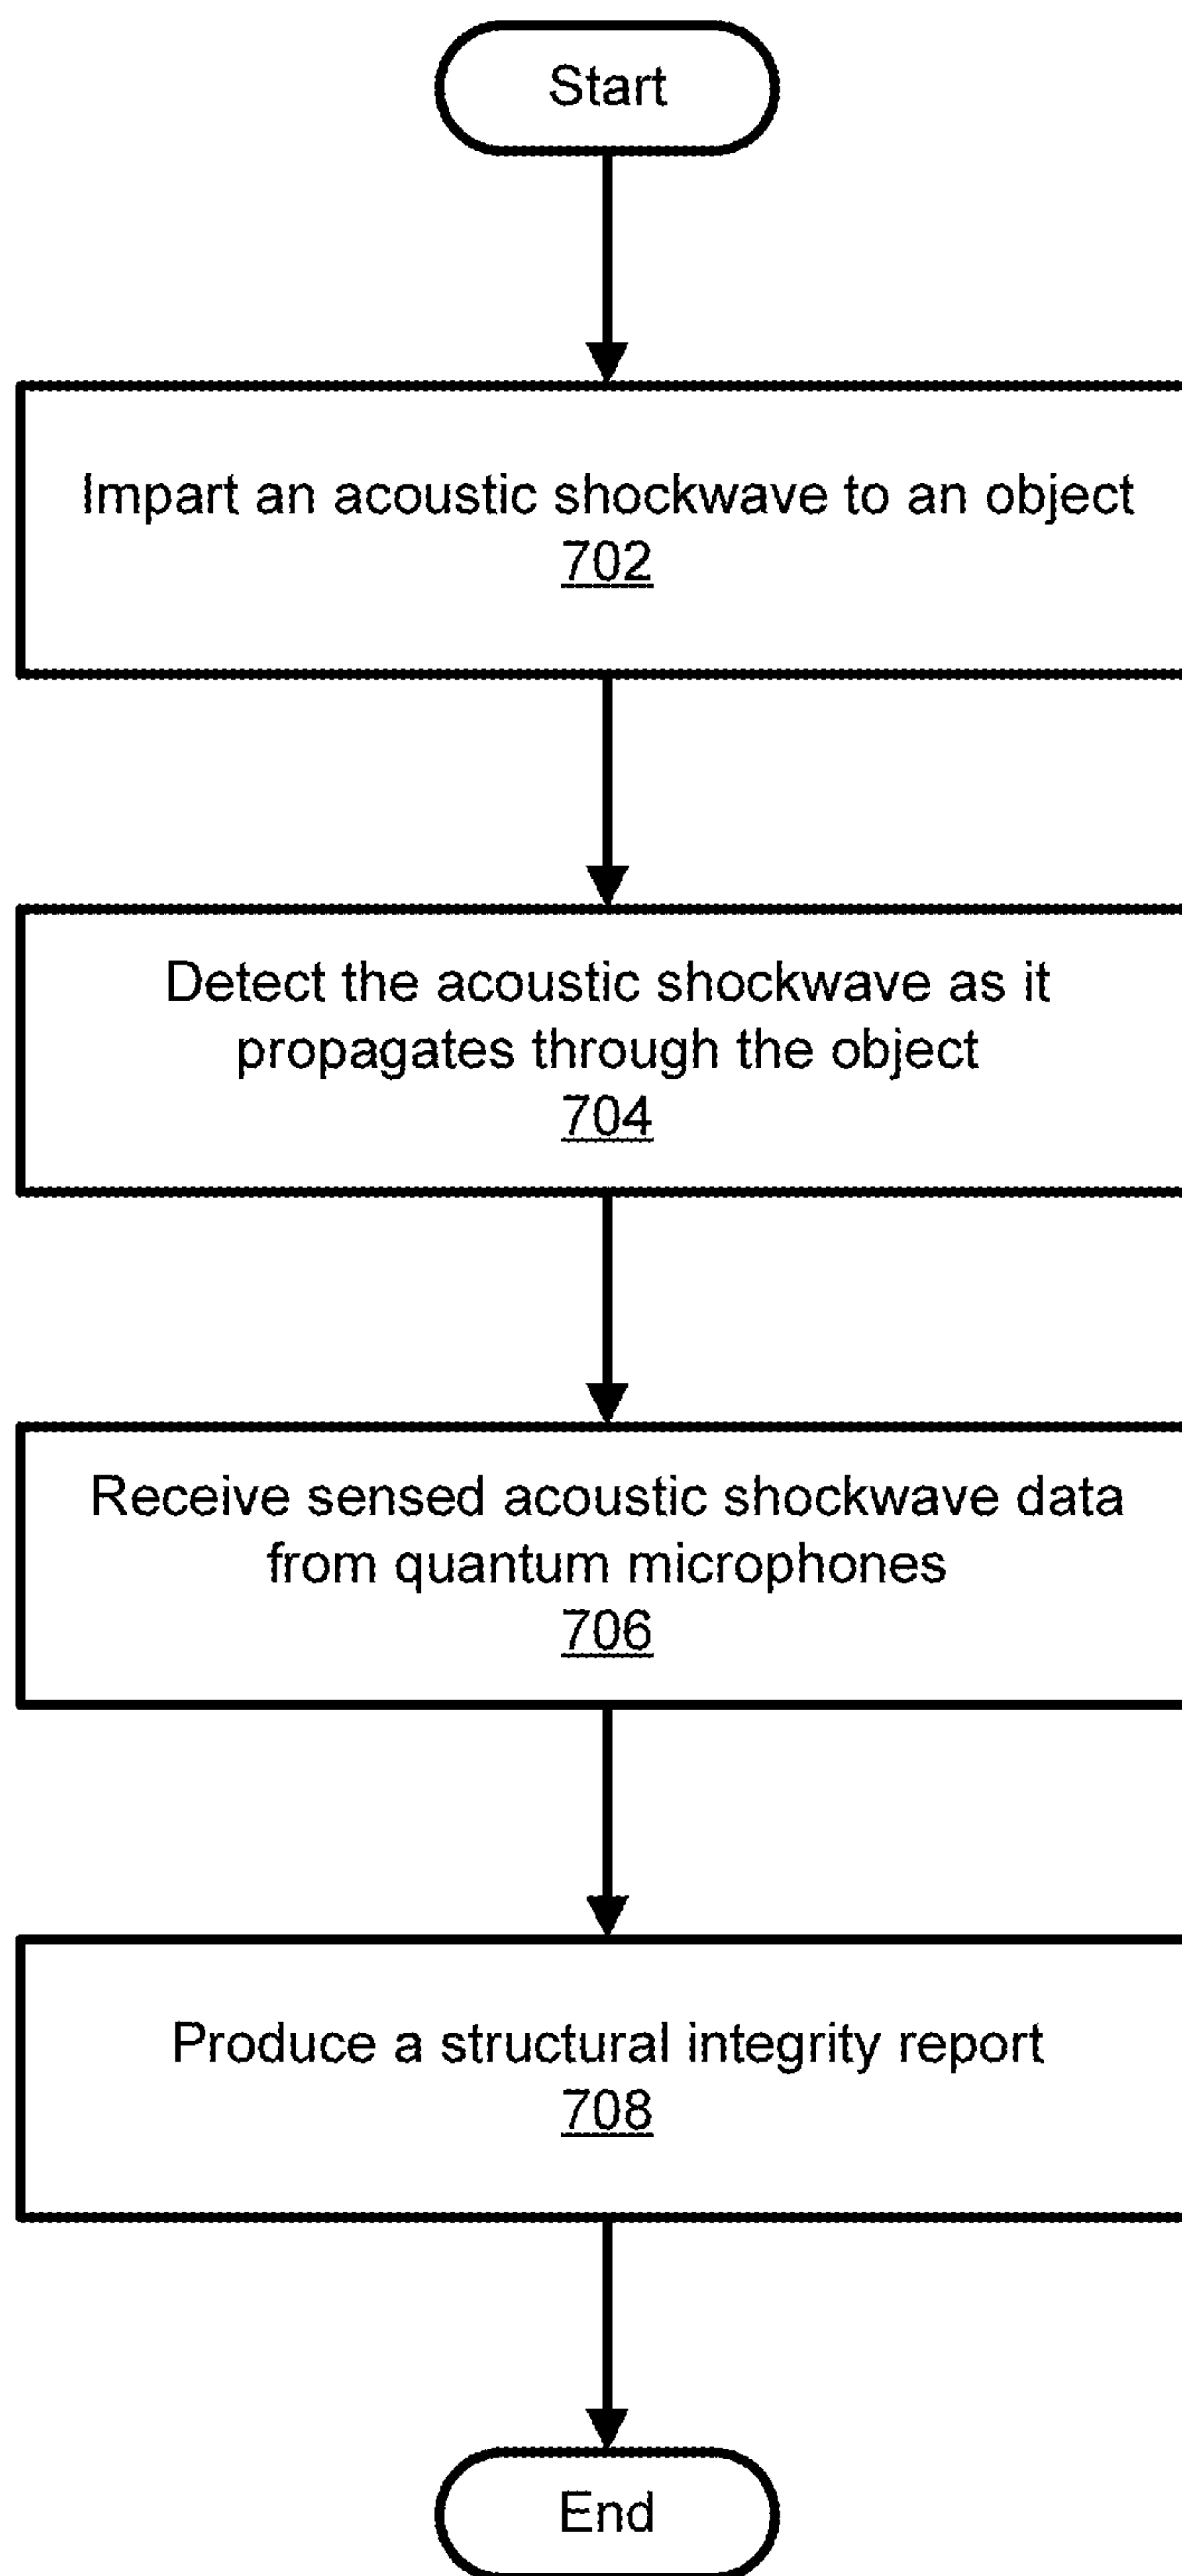 Start
Impart an acoustic shockwave to an object
702
Detect the acoustic shockwave as it
propagates through the object
704
Receive sensed acoustic shockwave data
from quantum microphones
706
Produce a structural integrity report
708
End